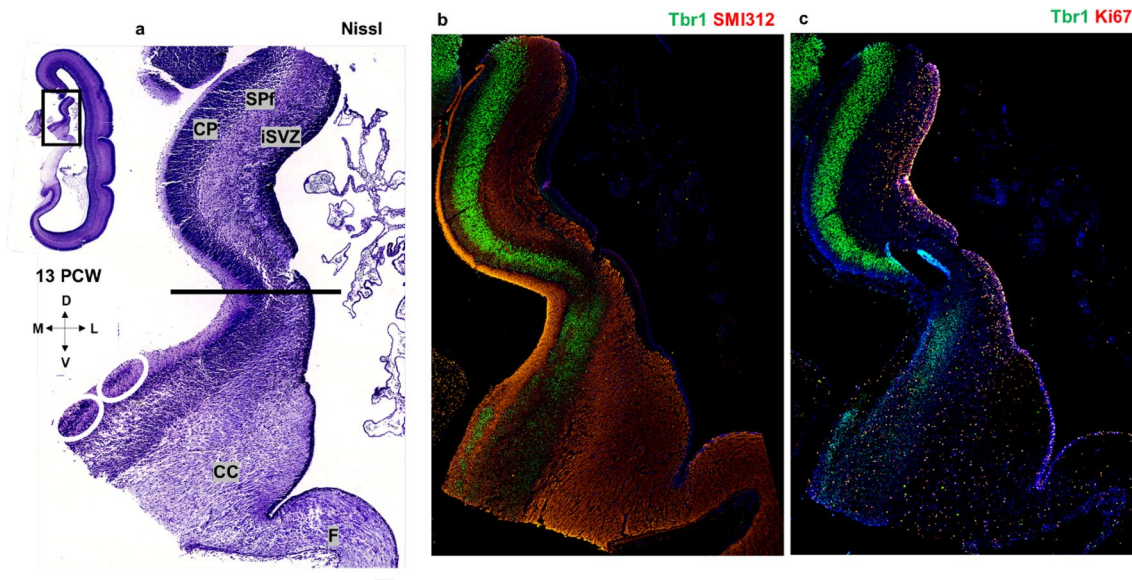 a
Nissl
SPf
CP
iSVZ
13 PCW
D
M L
V
CC
F
b
Tbr1 SMI312
c
Tbr1 Ki67